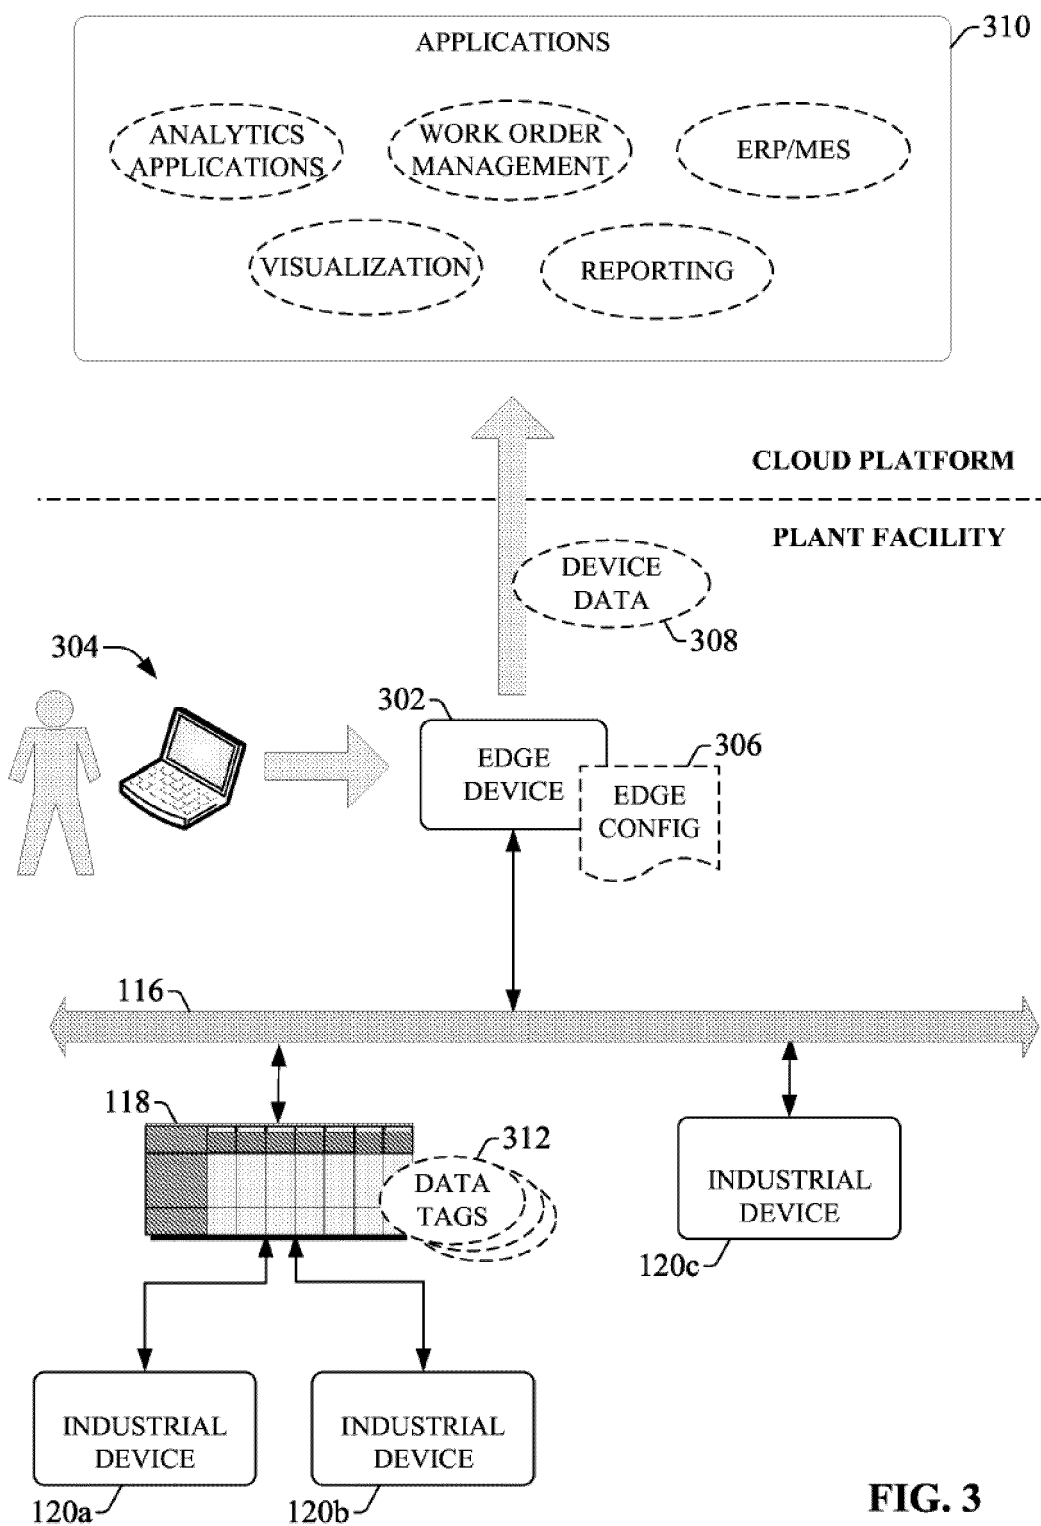 310
APPLICATIONS
ANALYTICS
APPLICATIONS
WORK ORDER
MANAGEMENT
ERP/MES
VISUALIZATION
REPORTING
CLOUD PLATFORM
PLANT FACILITY
DEVICE
DATA
308
304
302
EDGE
DEVICE
306
EDGE
CONFIG
116
118
312
DATA
TAGS
INDUSTRIAL
DEVICE
120c
INDUSTRIAL
DEVICE
120a
INDUSTRIAL
DEVICE
120b
FIG. 3